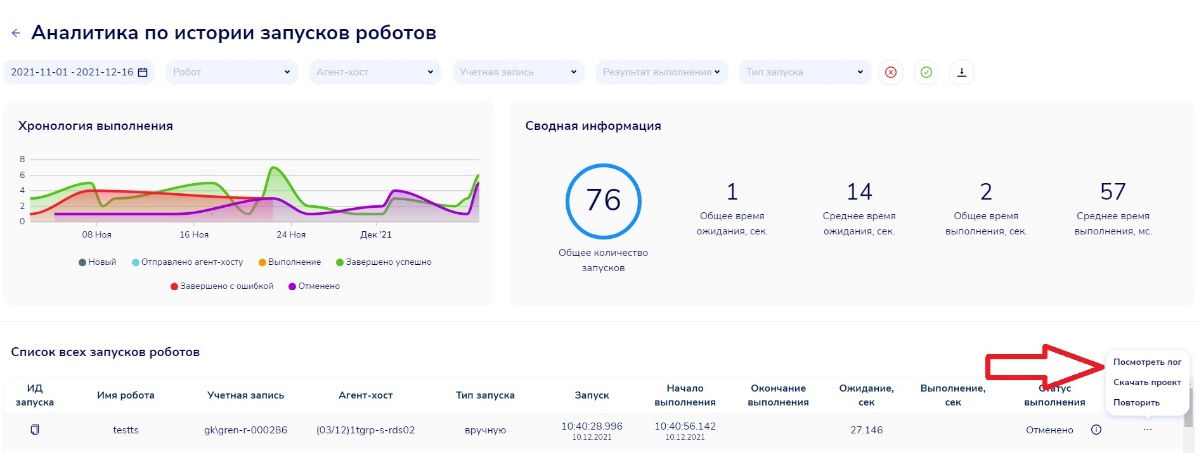 Аналитика по истории запусков роботов
2021-11-01 - 2021-12-16
Робот
Агент-хост
Учетная запись
Результат выполнения
Тип запуска
Хронология выполнения
8
6
4
2
0
08 Ноя
16 Ноя
24 Ноя
Дек '21
Новый
Отправлено агент-хосту
Выполнение
Завершено успешно
Завершено с ошибкой
Отменено
Сводная информация
76
Общее количество
запусков
1
Общее время
ожидания, сек.
14
Среднее время
ожидания, сек.
2
Общее время
выполнения, сек.
57
Среднее время
выполнения, мс.
Список всех запусков роботов
Посмотреть лог
Скачать проект
Повторить
ИД
запуска
Имя робота
Учетная запись
Агент-хост
Тип запуска
Запуск
Начало
выполнения
Окончание
выполнения
Ожидание,
сек
Выполнение,
сек
Статус
выполнения
testts
gk\gren-r-000286
(03/12)1tgrp-s-rds02
вручную
10:40:28.996
10.12.2021
10:40:56.142
10.12.2021
27.146
Отменено
...